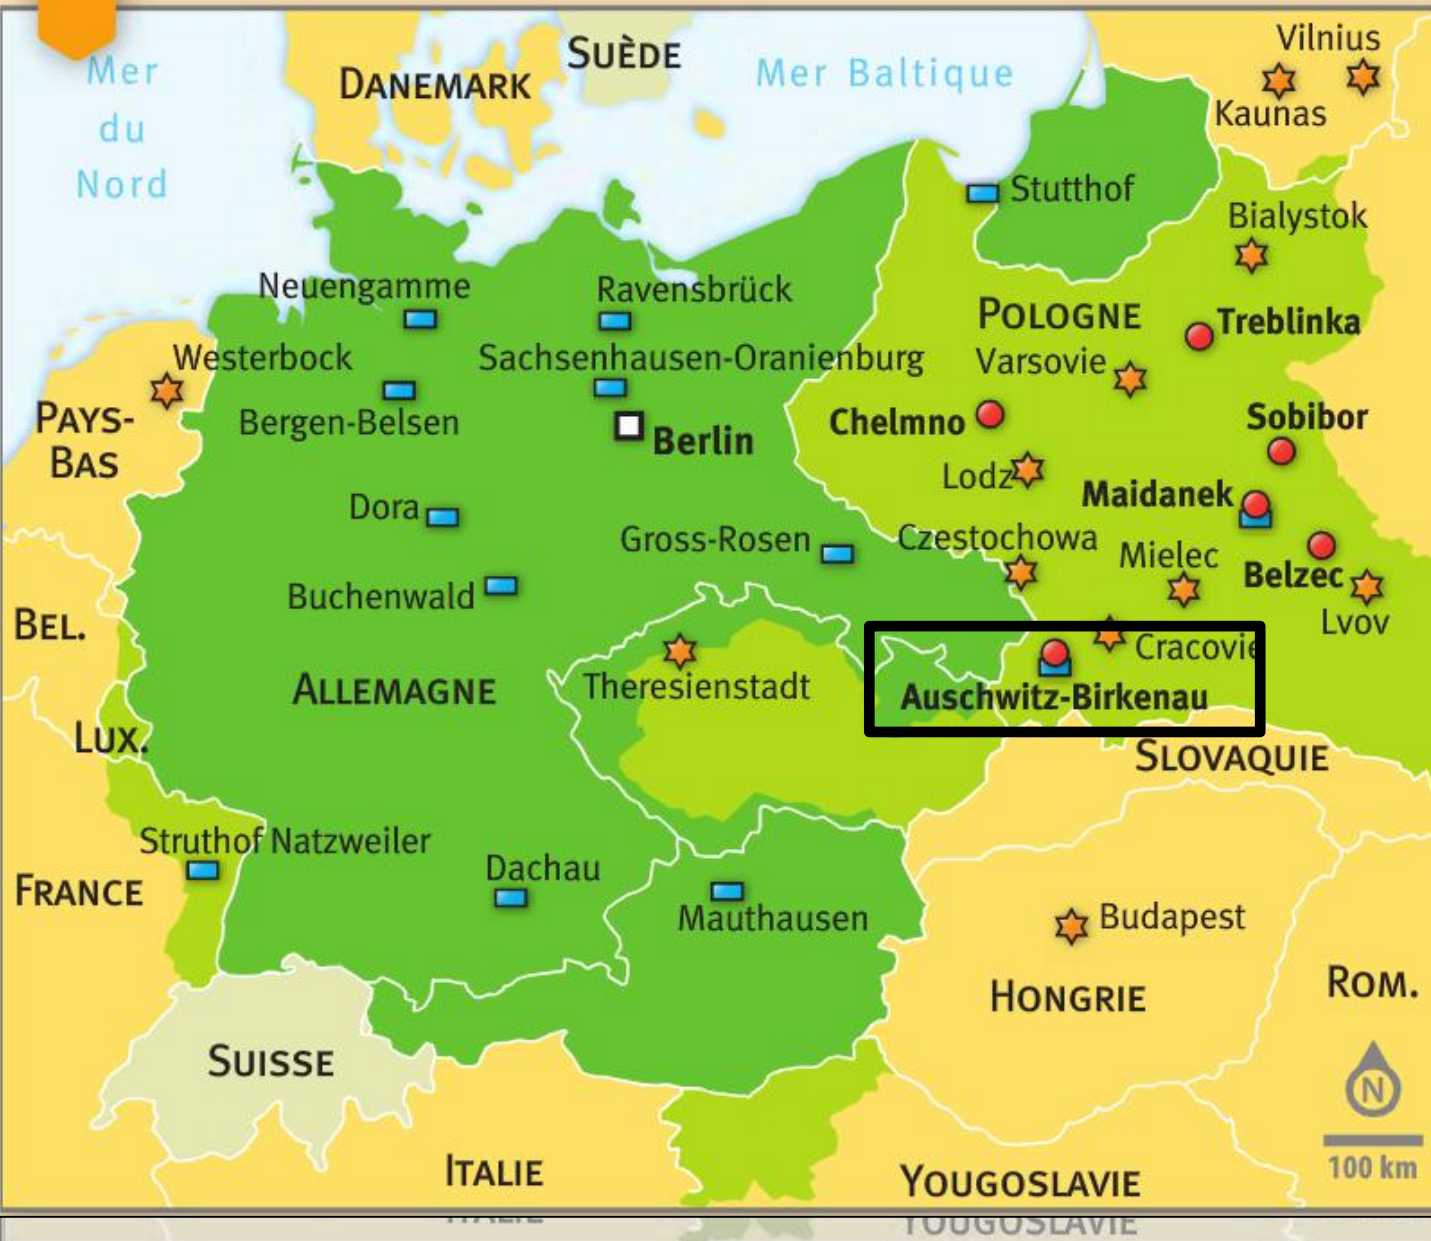 Vilnius
SUÈDE
DANEMARK
Mer
du
Nord
Mer Baltique
Kaunas
Stutthof
Bialystok
Neuengamme
Ravensbrück
POLOGNE
Treblinka
Westerbock
Sachsenhausen-Oranienburg
Varsovie
PAYS-
BAS
Bergen-Belsen
Berlin
Chelmno
Sobibor
Lodz
Maidanek
Dora
Gross-Rosen
Czestochowa
Mielec
Belzec
Buchenwald
Lvov
BEL.
Cracovie
ALLEMAGNE
Theresienstadt
Auschwitz-Birkenau
LUX.
SLOVAQUIE
Struthof Natzweiler
Dachau
FRANCE
Mauthausen
Budapest
HONGRIE
ROM.
SUISSE
N
ITALIE
YOUGOSLAVIE
100 km
ITALIE
YOUGOSLAVIE